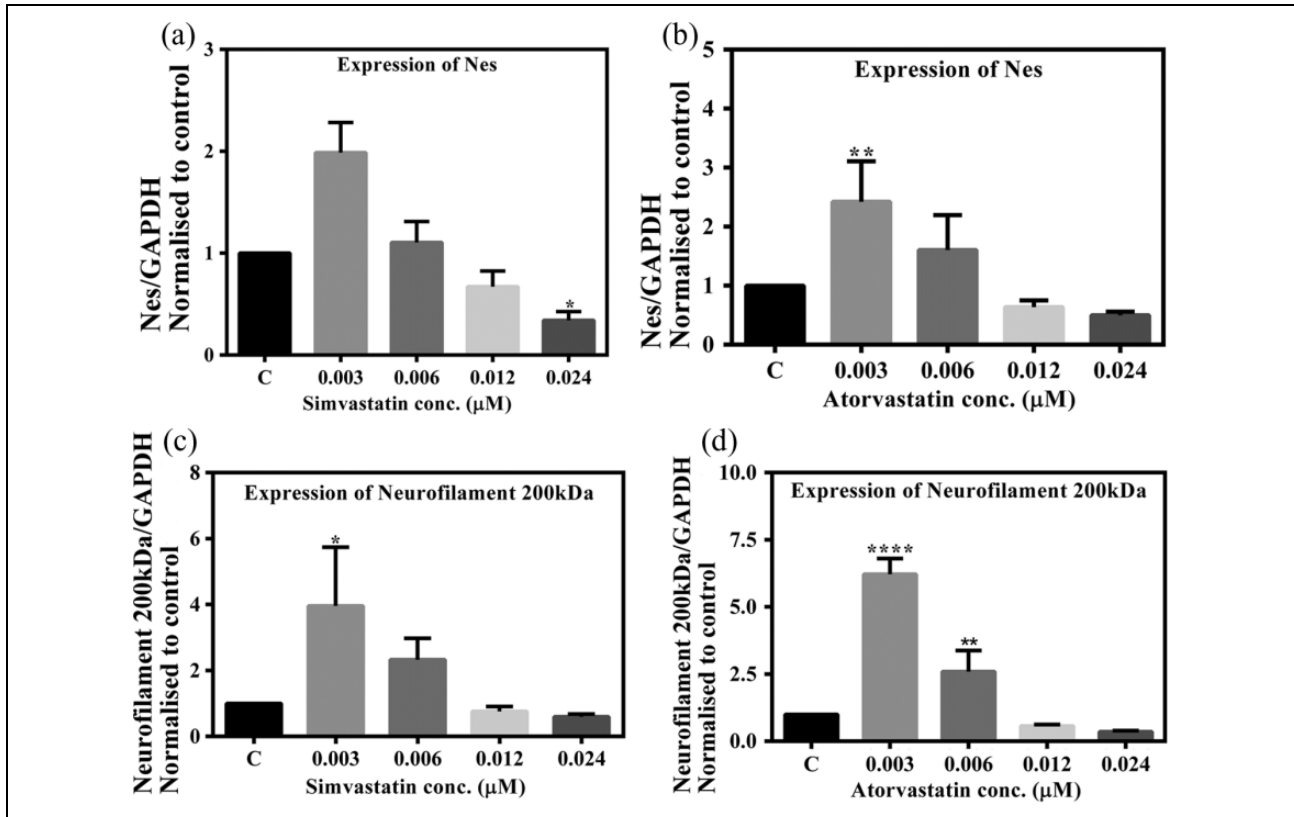 (a)
Expression of Nes
Nes/GAPDH
Normalised to control
3
2
1
0
*
C 0.003 0.006 0.012 0.024
Simvastatin conc. (μM)
(b)
Expression of Nes
Nes/GAPDH
Normalised to control
5
4
3
2
1
0
**
C 0.003 0.006 0.012 0.024
Atorvastatin conc. (μM)
(c)
Expression of Neurofilament 200kDa
Neurofilament 200kDa/GAPDH
Normalised to control
8
6
4
2
0
*
C 0.003 0.006 0.012 0.024
Simvastatin conc. (μM)
(d)
Expression of Neurofilament 200kDa
Neurofilament 200kDa/GAPDH
Normalised to control
10.0
7.5
5.0
2.5
0.0
****
**
C 0.003 0.006 0.012 0.024
Atorvastatin conc. (μM)